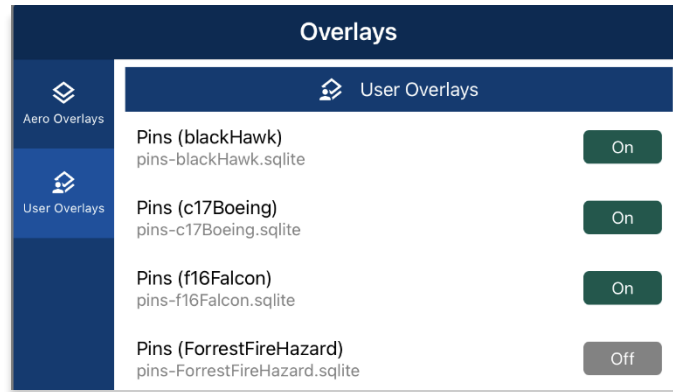 Overlays
Aero Overlays
User Overlays
User Overlays
Pins (blackHawk)
pins-blackHawk.sqlite
On
Pins (c17Boeing)
pins-c17Boeing.sqlite
On
Pins (f16Falcon)
pins-f16Falcon.sqlite
On
Pins (ForrestFireHazard)
pins-ForrestFireHazard.sqlite
Off